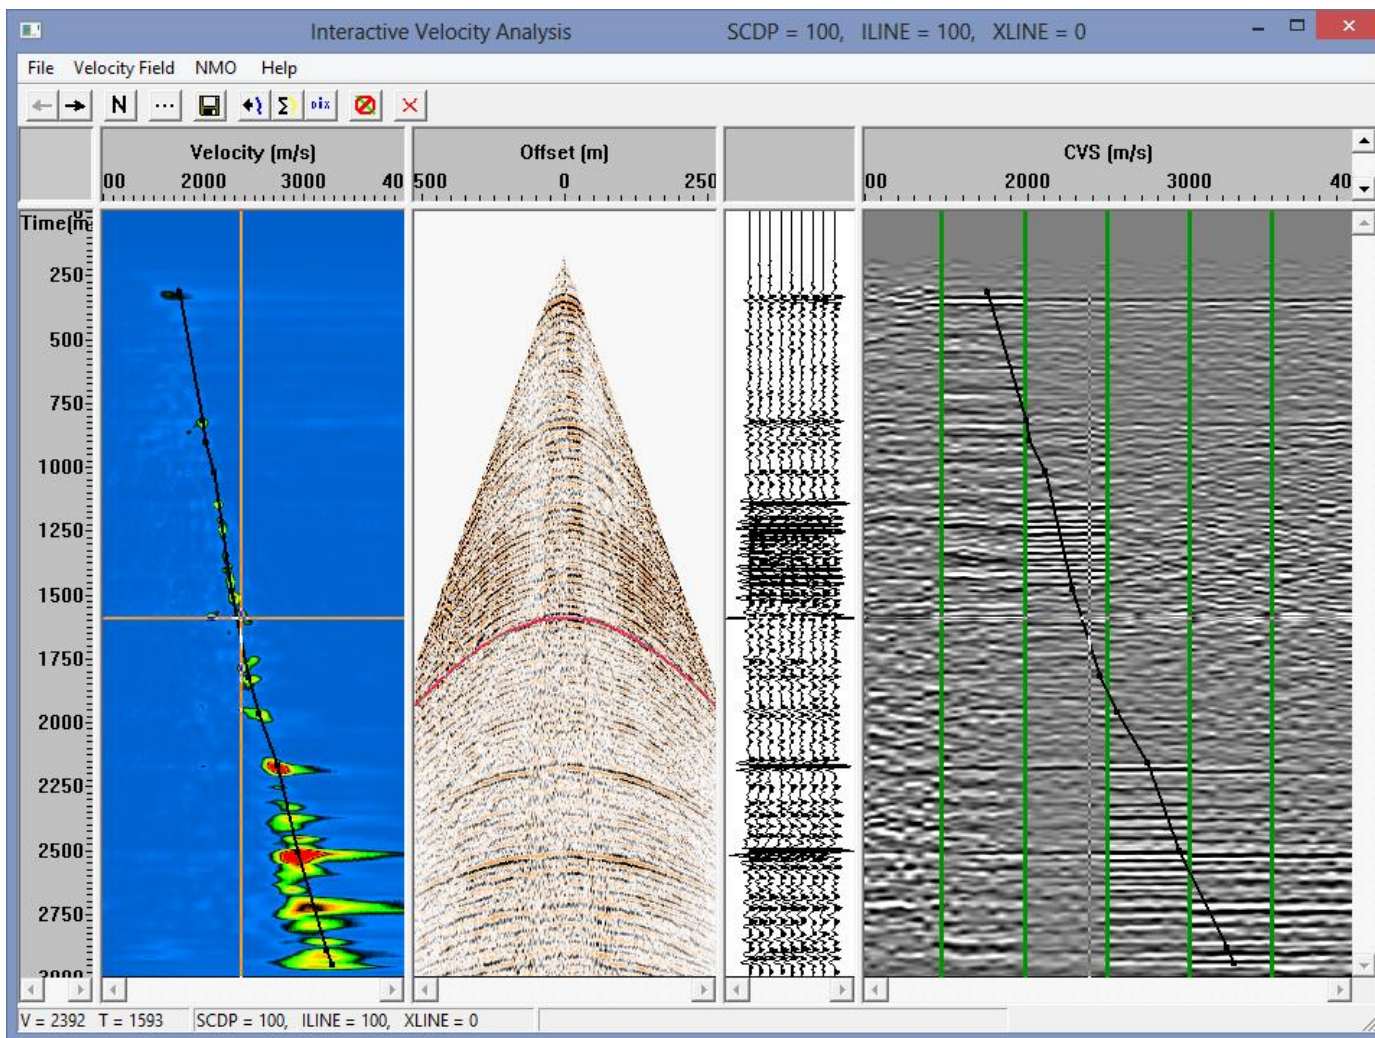 Interactive Velocity Analysis SCDP = 100, ILINE = 100, XLINE = 0
File Velocity Field NMO Help
N ... Σ DIX
Velocity (m/s) Offset (m) CVS (m/s)
00 2000 3000 40 500 0 250 00 2000 3000 40
Time(m
250
500
750
1000
1250
1500
1750
2000
2250
2500
2750
V = 2392 T = 1593 SCDP = 100, ILINE = 100, XLINE = 0